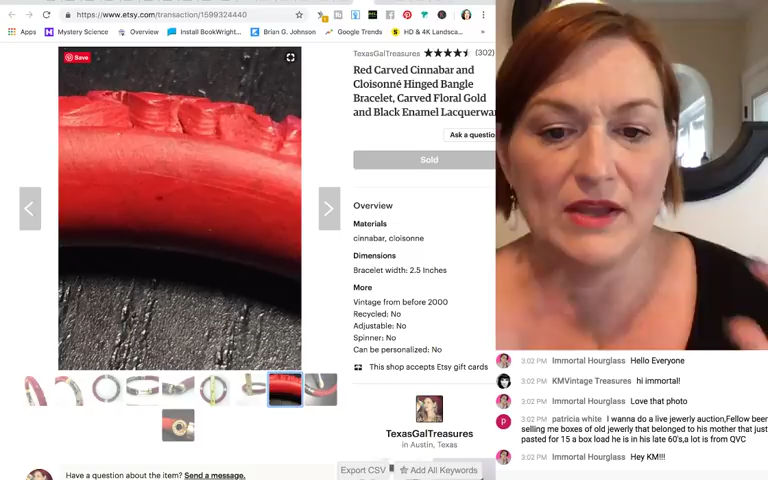 https://www.etsy.com/transaction/1599324440
Apps
Mystery Science
Overview
Install BookWright...
Brian G. Johnson
Google Trends
HD & 4K Landsca...
»
Save
TexasGalTreasures ★★★★★ (302)
Red Carved Cinnabar and
Cloisonné Hinged Bangle
Bracelet, Carved Floral Gold
and Black Enamel Lacquerwar
Ask a questio
Sold
Overview
Materials
cinnabar, cloisonne
Dimensions
Bracelet width: 2.5 Inches
More
Vintage from before 2000
Recycled: No
Adjustable: No
Spinner: No
Can be personalized: No
This shop accepts Etsy gift cards
TexasGalTreasures
in Austin, Texas
Have a question about the item? Send a message.
Export CSV
Add All Keywords
3:02 PM Immortal Hourglass Hello Everyone
3:02 PM KMVintage Treasures hi immortal!
3:02 PM Immortal Hourglass Love that photo
P
3:02 PM patricia white I wanna do a live jewerly auction,Fellow been
selling me boxes of old jewerly that belonged to his mother that just
pasted for 15 a box load he is in his late 60's,a lot is from QVC
3:02 PM Immortal Hourglass Hey KM!!!